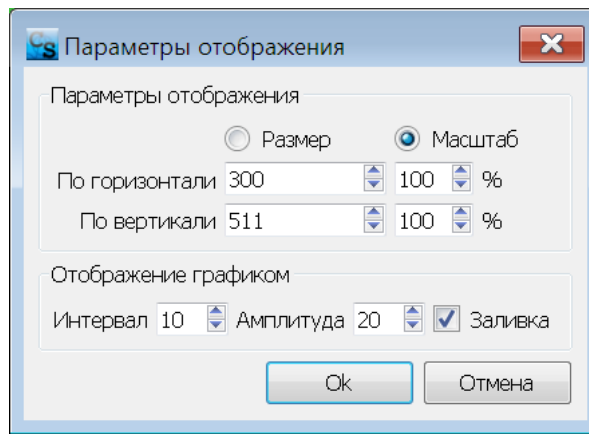 CS Параметры отображения
Параметры отображения
Размер Масштаб
По горизонтали 300 100 %
По вертикали 511 100 %
Отображение графиком
Интервал 10 Амплитуда 20 Заливка
Ok Отмена